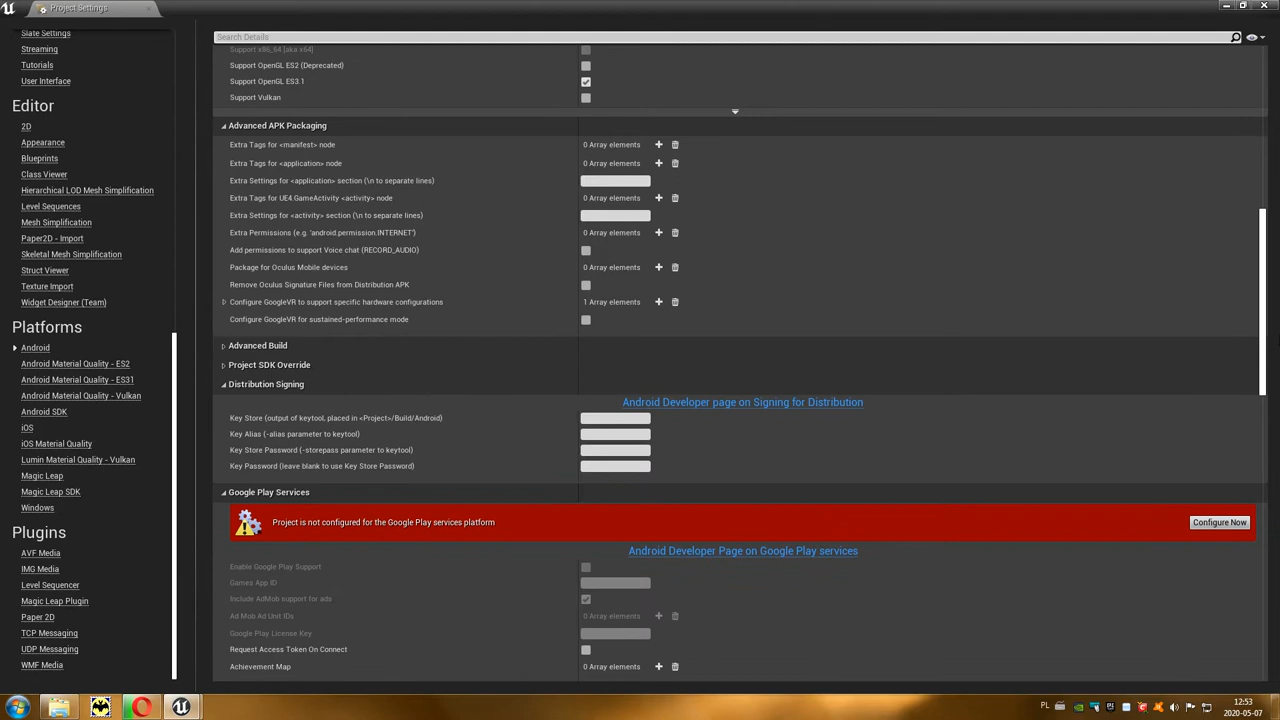 Project Settings
Slate Settings
Streaming
Tutorials
User Interface
Editor
2D
Appearance
Blueprints
Class Viewer
Hierarchical LOD Mesh Simplification
Level Sequences
Mesh Simplification
Paper2D - Import
Skeletal Mesh Simplification
Struct Viewer
Texture Import
Widget Designer (Team)
Platforms
Android
Android Material Quality - ES2
Android Material Quality - ES31
Android Material Quality - Vulkan
Android SDK
iOS
iOS Material Quality
Lumin Material Quality - Vulkan
Magic Leap
Magic Leap SDK
Windows
Plugins
AVF Media
IMG Media
Level Sequencer
Magic Leap Plugin
Paper 2D
TCP Messaging
UDP Messaging
WMF Media
Search Details
Support x86_64 [aka x64]
Support OpenGL ES2 (Deprecated)
Support OpenGL ES3.1
Support Vulkan
Advanced APK Packaging
Extra Tags for <manifest> node 0 Array elements
Extra Tags for <application> node 0 Array elements
Extra Settings for <application> section (\n to separate lines)
Extra Tags for UE4.GameActivity <activity> node 0 Array elements
Extra Settings for <activity> section (\n to separate lines)
Extra Permissions (e.g. 'android.permission.INTERNET') 0 Array elements
Add permissions to support Voice chat (RECORD_AUDIO)
Package for Oculus Mobile devices 0 Array elements
Remove Oculus Signature Files from Distribution APK
Configure GoogleVR to support specific hardware configurations 1 Array elements
Configure GoogleVR for sustained-performance mode
Advanced Build
Project SDK Override
Distribution Signing
Android Developer page on Signing for Distribution
Key Store (output of keytool, placed in <Project>/Build/Android)
Key Alias (-alias parameter to keytool)
Key Store Password (-storepass parameter to keytool)
Key Password (leave blank to use Key Store Password)
Google Play Services
Project is not configured for the Google Play services platform Configure Now
Android Developer Page on Google Play services
Enable Google Play Support
Games App ID
Include AdMob support for ads
Ad Mob Ad Unit IDs 0 Array elements
Google Play License Key
Request Access Token On Connect
Achievement Map 0 Array elements
PL
12:53
2020-05-07